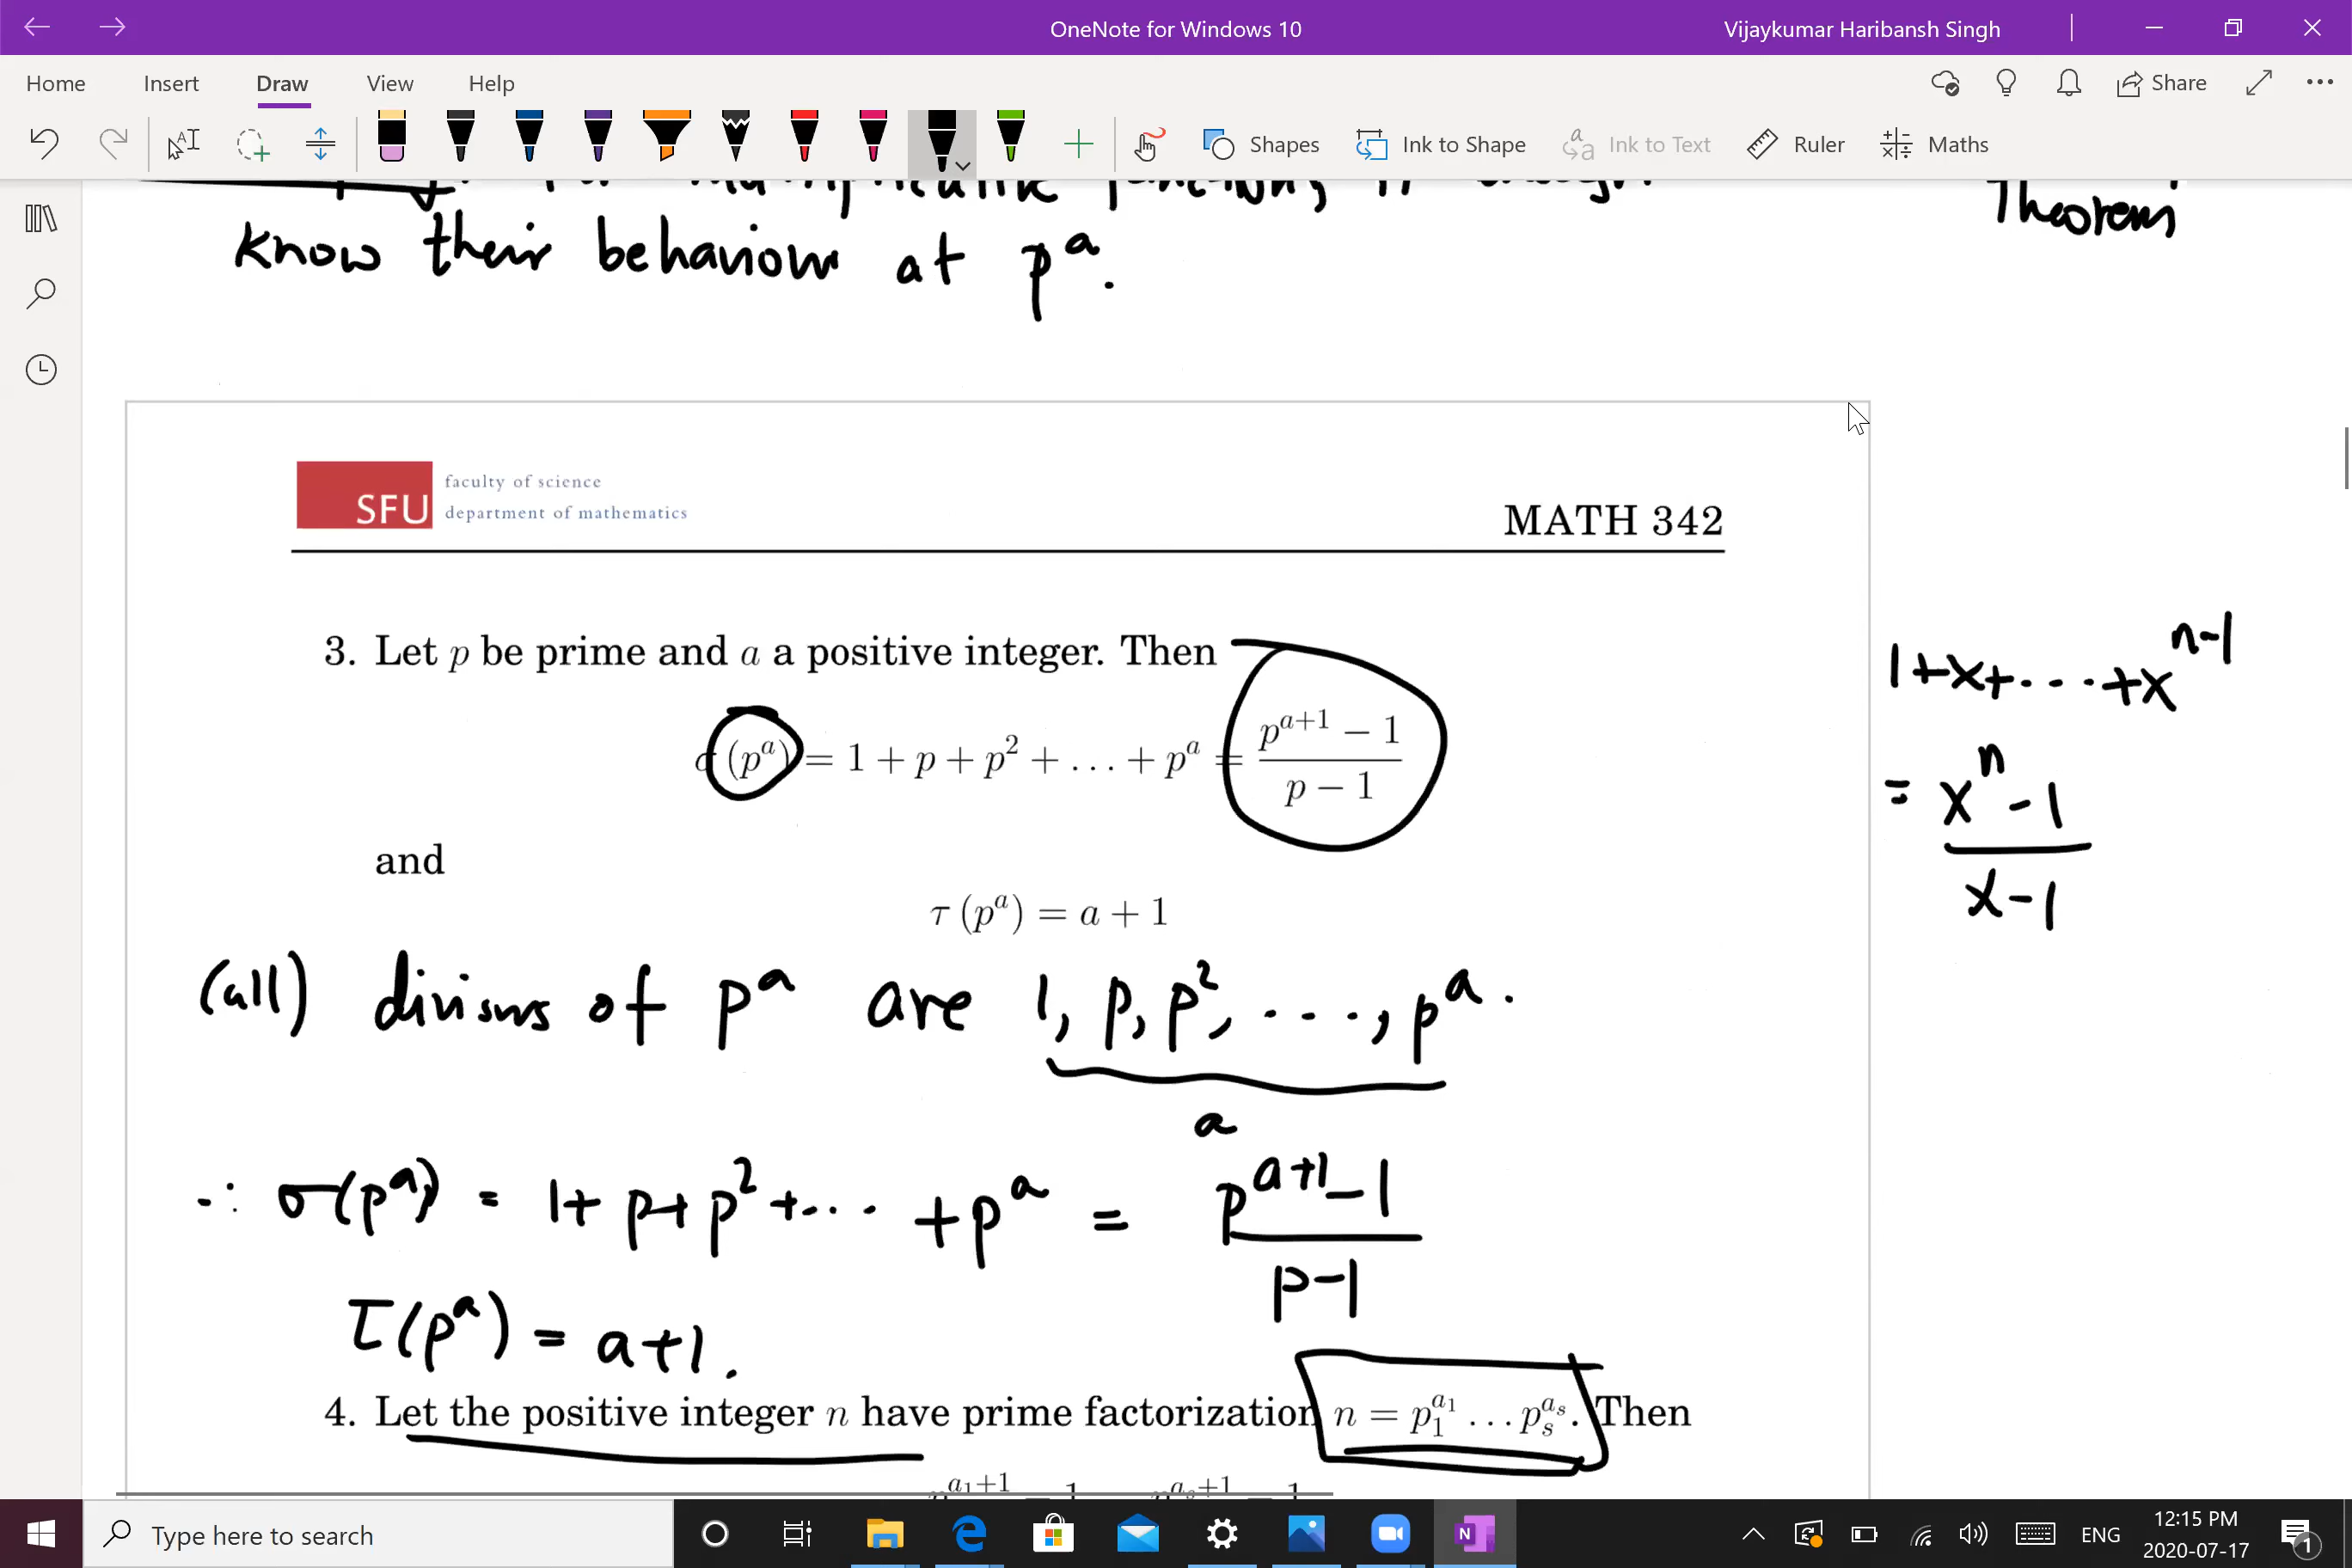 OneNote for Windows 10
Vijaykumar Haribansh Singh
Home Insert Draw View Help
Share
Shapes Ink to Shape Ink to Text Ruler Maths
Theorem
know their behaviour at p^a.
SFU faculty of science
department of mathematics
MATH 342
3. Let p be prime and a a positive integer. Then
σ(p^a) = 1 + p + p^2 + ... + p^a = (p^{a+1} − 1)/(p − 1)
1+x+....+x^{n-1}
= (x^n - 1)/(x-1)
and
τ(p^a) = a + 1
(all) divisors of p^a are 1, p, p^2, ...., p^a.
a
∴ σ(p^a) = 1+ p+ p^2 +... + p^a = (p^{a+1} - 1)/(p-1)
τ(p^a) = a+1.
4. Let the positive integer n have prime factorization n = p_1^{a_1} ... p_s^{a_s}. Then
Type here to search
ENG
12:15 PM
2020-07-17
1